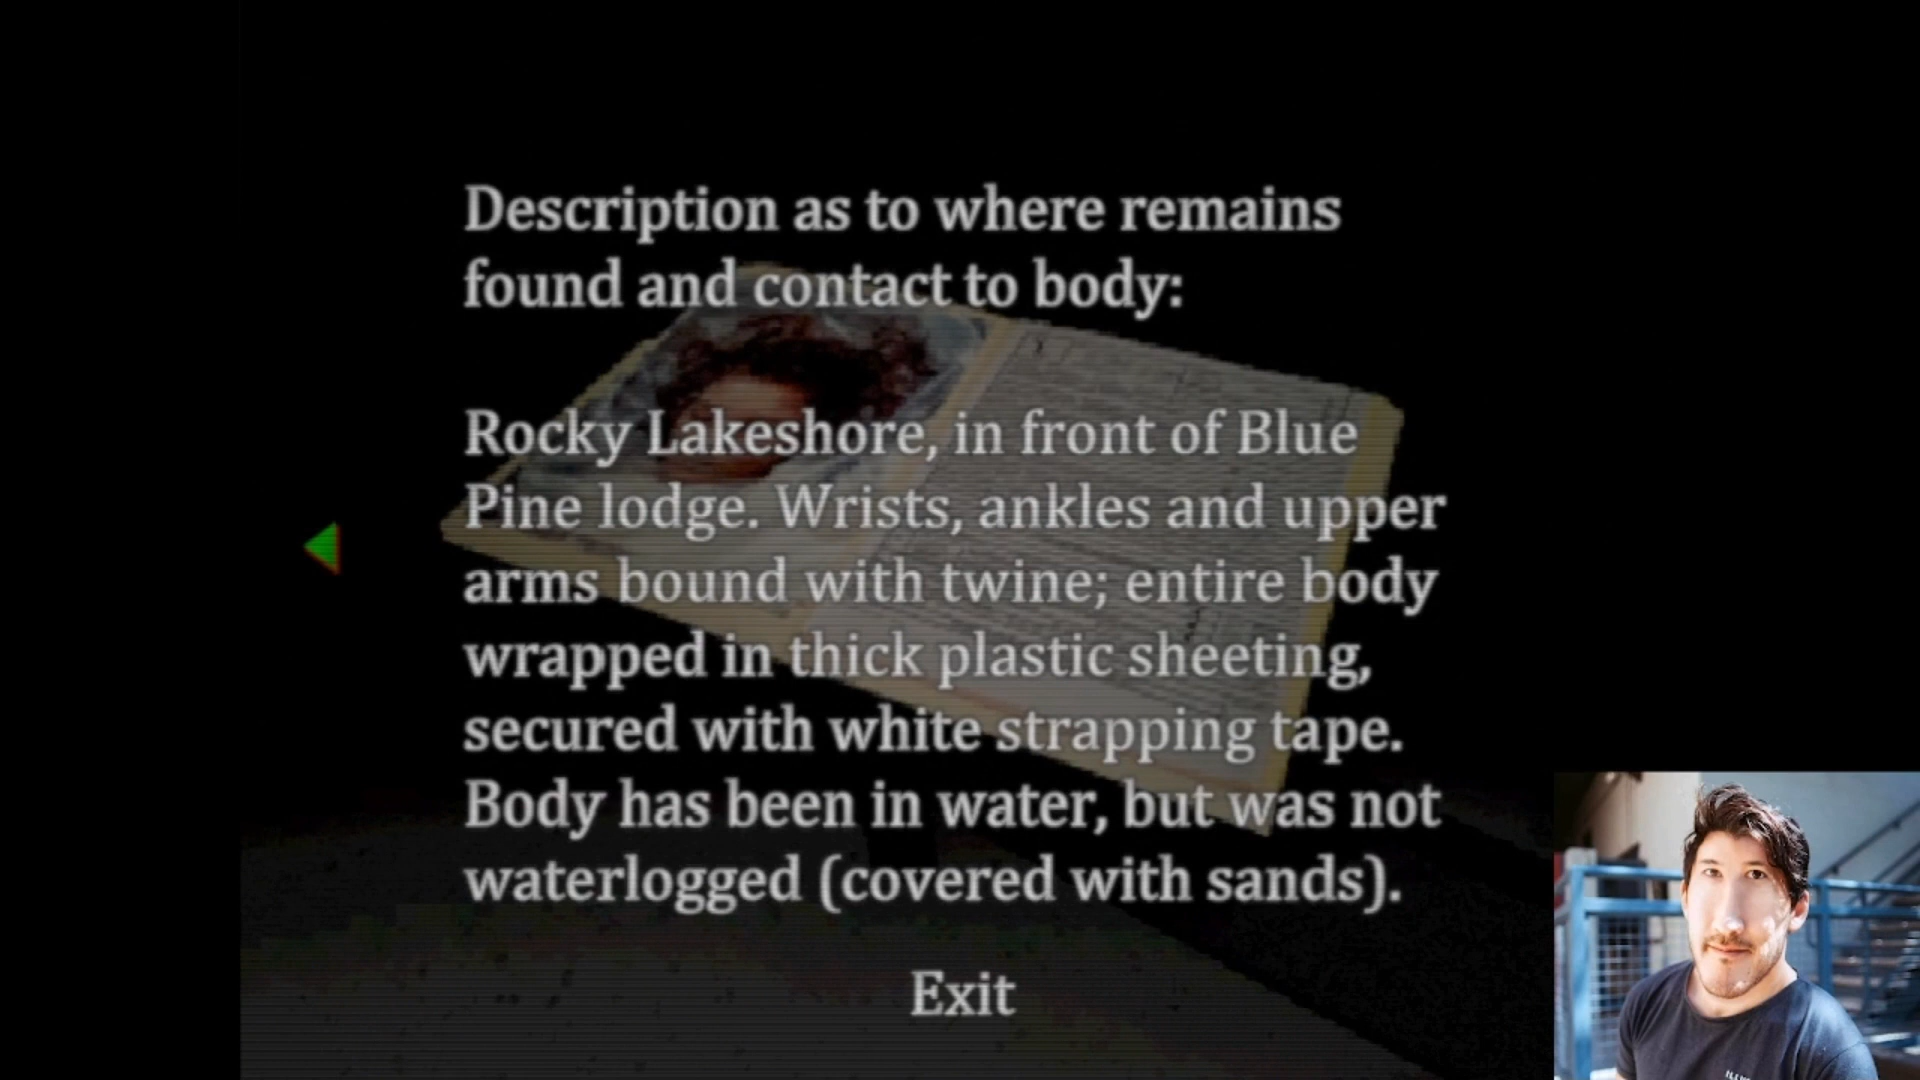 Description as to where remains
found and contact to body:
Rocky Lakeshore, in front of Blue
Pine lodge. Wrists, ankles and upper
arms bound with twine; entire body
wrapped in thick plastic sheeting,
secured with white strapping tape.
Body has been in water, but was not
waterlogged (covered with sands).
Exit